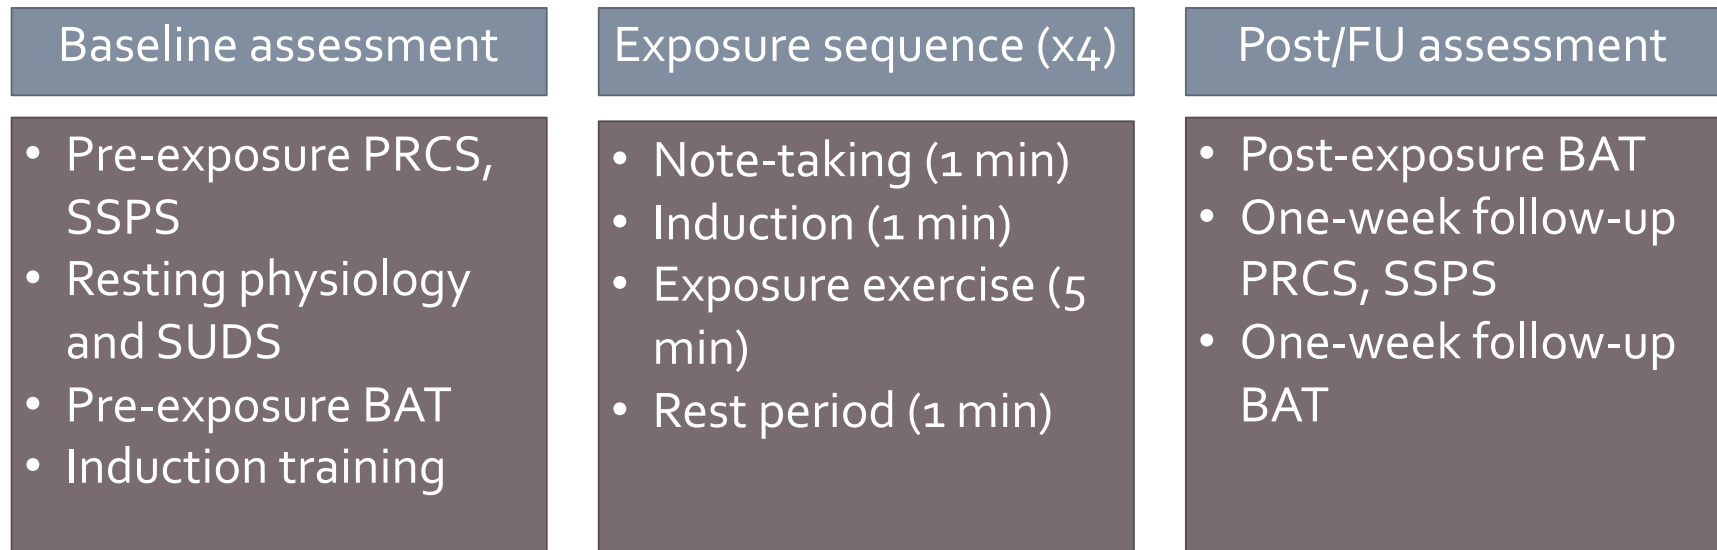 Baseline assessment
• Pre-exposure PRCS,
SSPS
• Resting physiology
and SUDS
• Pre-exposure BAT
• Induction training
Exposure sequence (x4)
• Note-taking (1 min)
• Induction (1 min)
• Exposure exercise (5
min)
• Rest period (1 min)
Post/FU assessment
• Post-exposure BAT
• One-week follow-up
PRCS, SSPS
• One-week follow-up
BAT